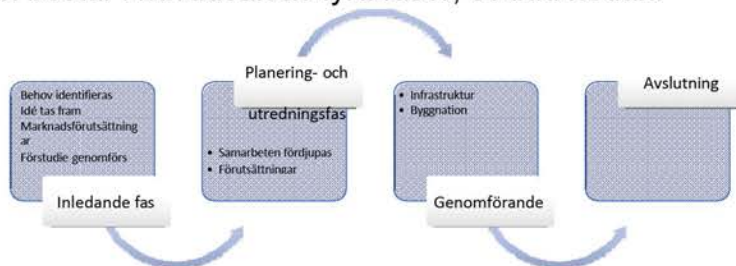 Behov identifieras
Idé tas fram
Marknadsförutsättning
ar
Förstudie genomförs
Inledande fas
Planering- och
utredningsfas
• Samarbeten fördjupas
• Förutsättningar
• Infrastruktur
• Byggnation
Genomförande
Avslutning